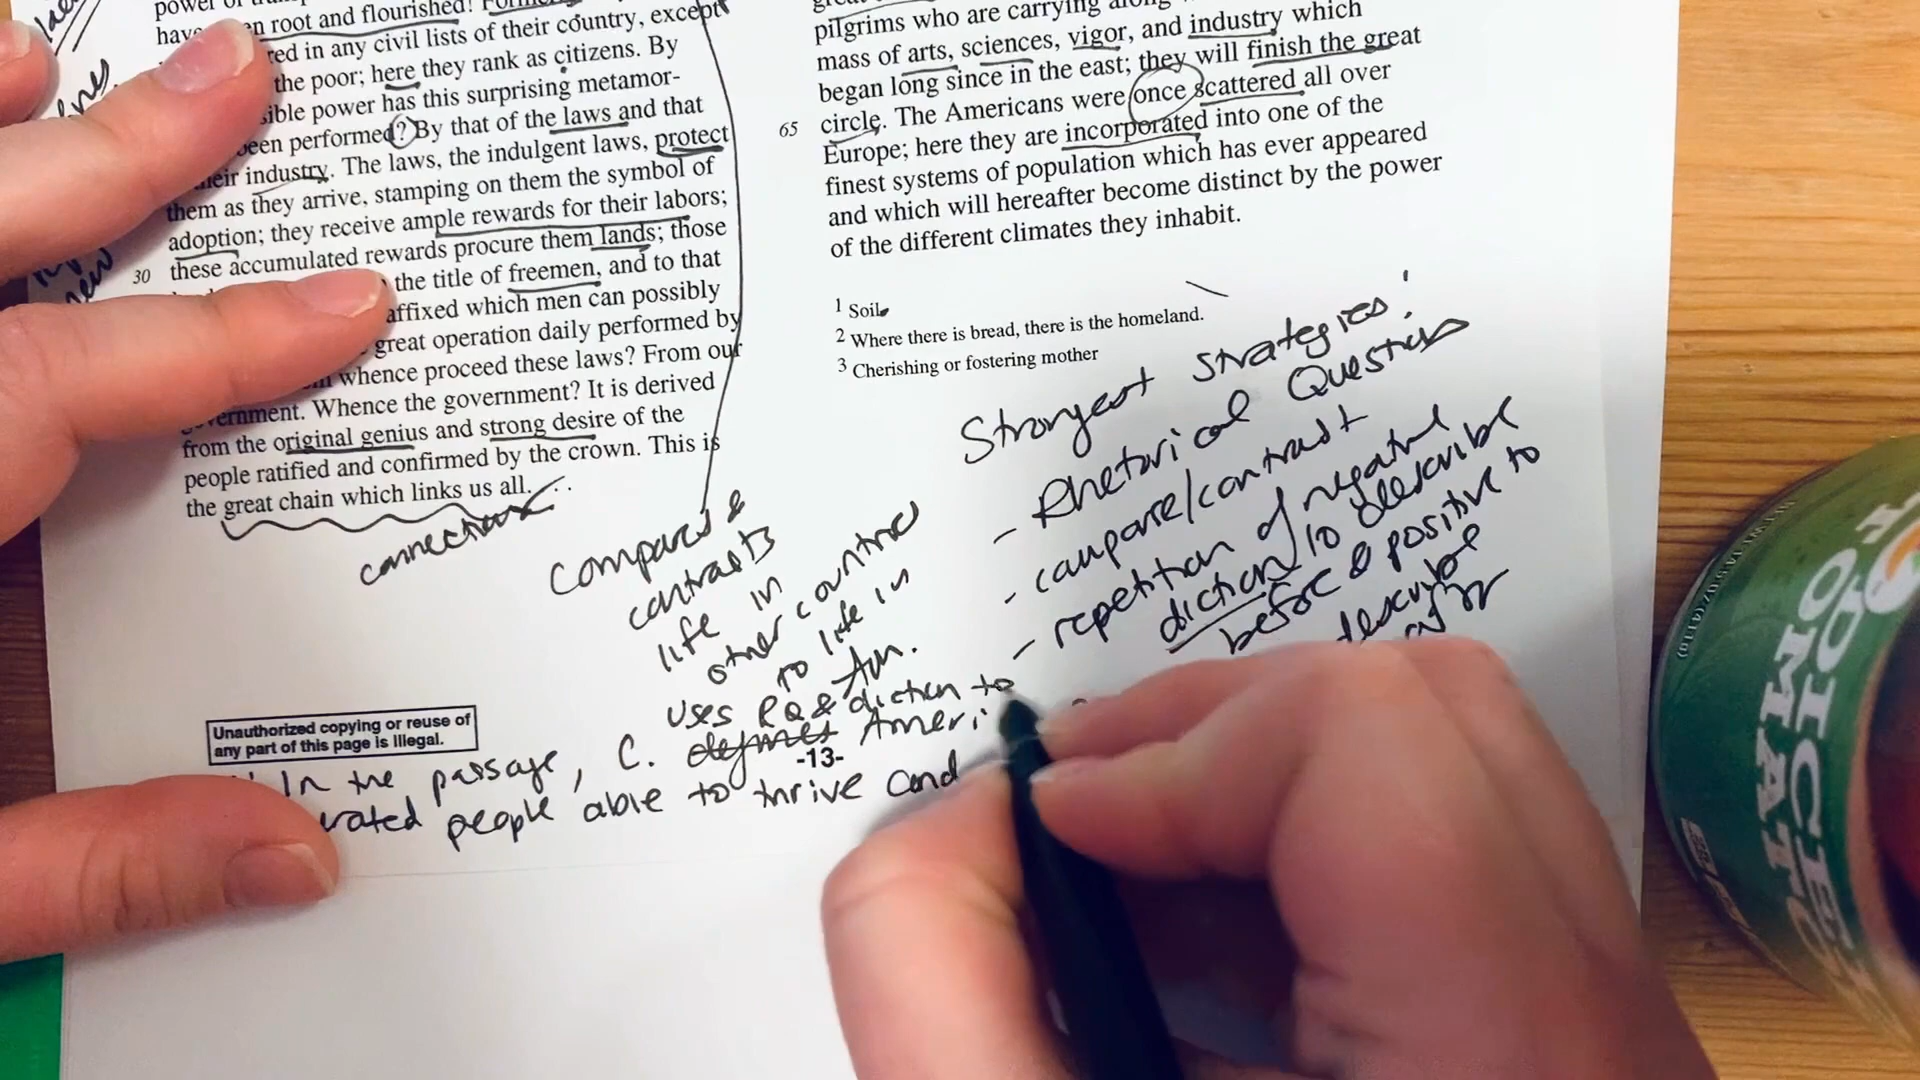 power of
have root and flourished! Formerly
red in any civil lists of their country, except
the poor; here they rank as citizens. By
sible power has this surprising metamor-
been performed? By that of the laws and that
their industry. The laws, the indulgent laws, protect
them as they arrive, stamping on them the symbol of
adoption; they receive ample rewards for their labors;
30 these accumulated rewards procure them lands; those
the title of freemen, and to that
affixed which men can possibly
great operation daily performed by
whence proceed these laws? From our
government. Whence the government? It is derived
from the original genius and strong desire of the
people ratified and confirmed by the crown. This is
the great chain which links us all.
connections
Compares &
contrasts
life in
other countries
to life in
Am.
uses RQ & diction to
In the passage, C. defines Ameri
rated people able to thrive and
Unauthorized copying or reuse of
any part of this page is illegal.
-13-
pilgrims who are carrying along
mass of arts, sciences, vigor, and industry which
began long since in the east; they will finish the great
65 circle. The Americans were once scattered all over
Europe; here they are incorporated into one of the
finest systems of population which has ever appeared
and which will hereafter become distinct by the power
of the different climates they inhabit.
1 Soil
2 Where there is bread, there is the homeland.
3 Cherishing or fostering mother
Strongest Strategies:
- Rhetorical Questions
- compare/contrast
- repetition of negative
diction to describe
before & positive to
describe
DICED
TOMATO